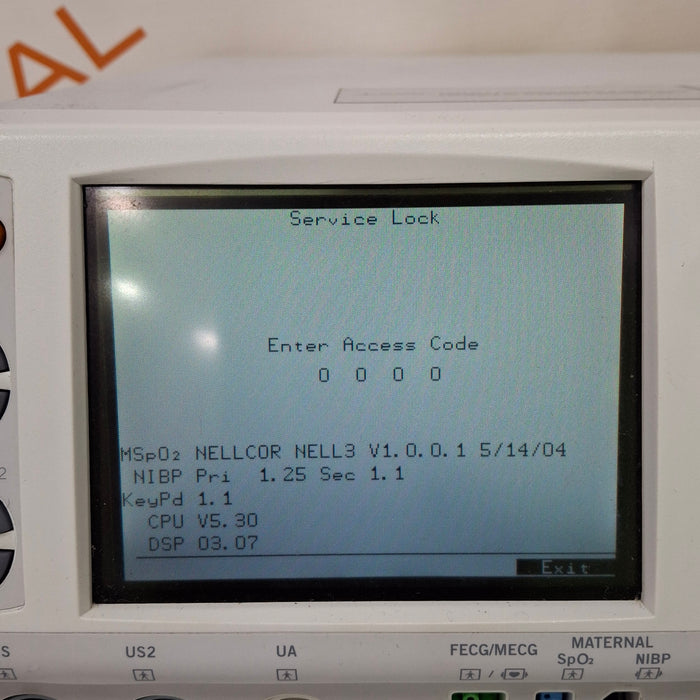 AL
Service Lock
Enter Access Code
0 0 0 0
MSpO₂ NELLCOR NELL3 V1.0.0.1 5/14/04
NIBP Pri 1.25 Sec 1.1
KeyPd 1.1
CPU V5.30
DSP 03.07
Exit
US2
UA
FECG/MECG
MATERNAL
SpO₂
NIBP